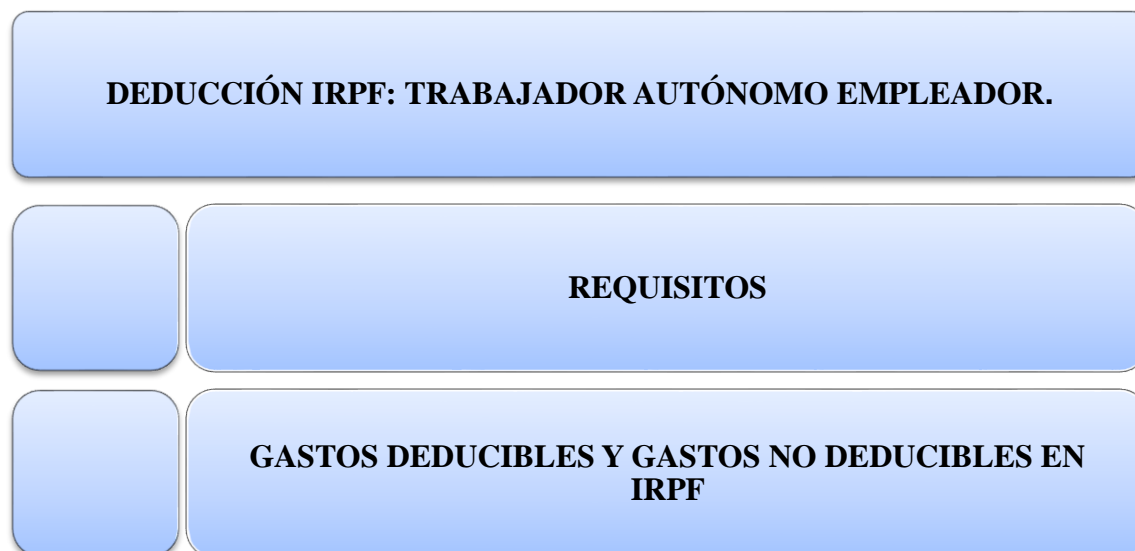 DEDUCCIÓN IRPF: TRABAJADOR AUTÓNOMO EMPLEADOR.
REQUISITOS
GASTOS DEDUCIBLES Y GASTOS NO DEDUCIBLES EN
IRPF